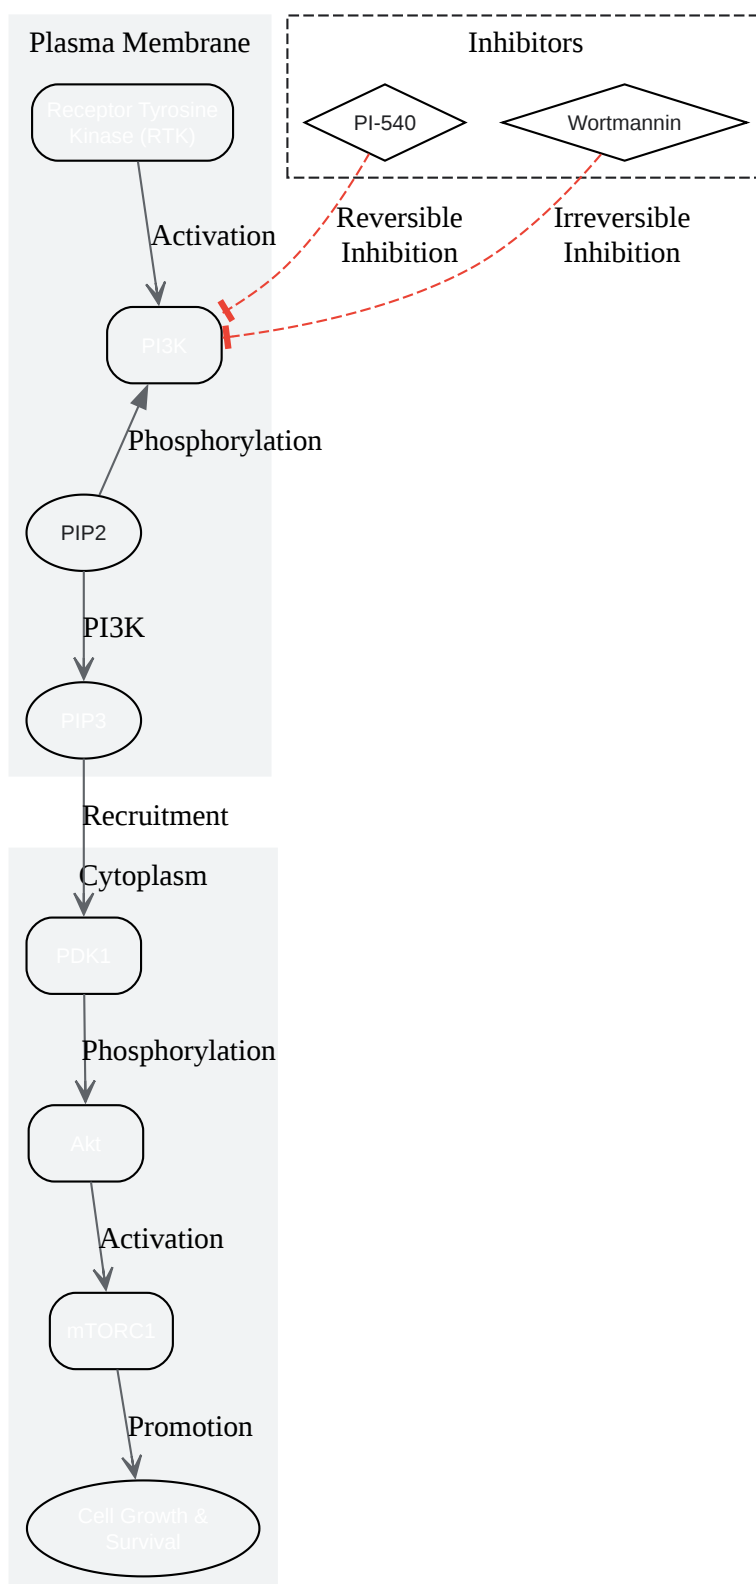 Plasma Membrane
Inhibitors
Receptor Tyrosine
Kinase (RTK)
PI-540
Wortmannin
Activation
Reversible
Inhibition
Irreversible
Inhibition
PI3K
Phosphorylation
PIP2
PI3K
PIP3
Recruitment
Cytoplasm
PDK1
Phosphorylation
Akt
Activation
mTORC1
Promotion
Cell Growth &
Survival